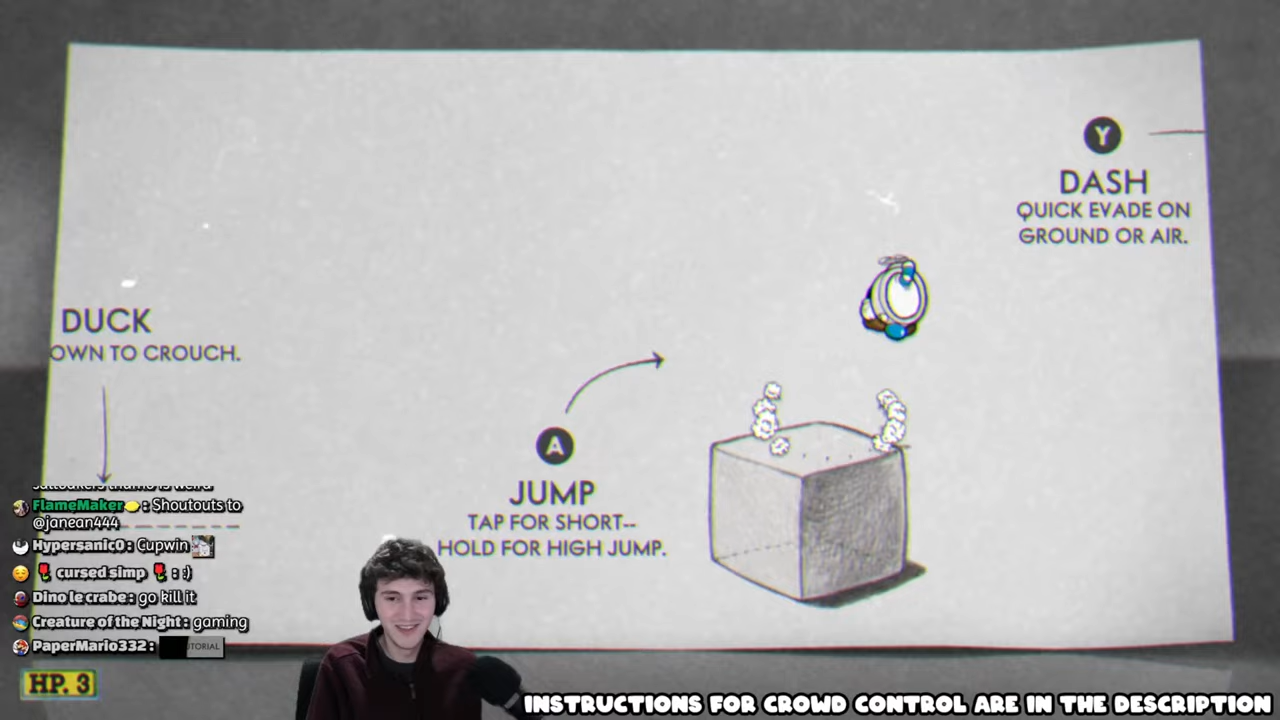 Y
DASH
QUICK EVADE ON
GROUND OR AIR.
DUCK
OWN TO CROUCH.
A
JUMP
TAP FOR SHORT--
HOLD FOR HIGH JUMP.
FlameMaker: Shoutouts to
@janean444
Hypersanic0: Cupwin
cursed simp: :)
Dino le crabe: go kill it
Creature of the Night: gaming
PaperMario332: TORIAL
HP. 3
INSTRUCTIONS FOR CROWD CONTROL ARE IN THE DESCRIPTION